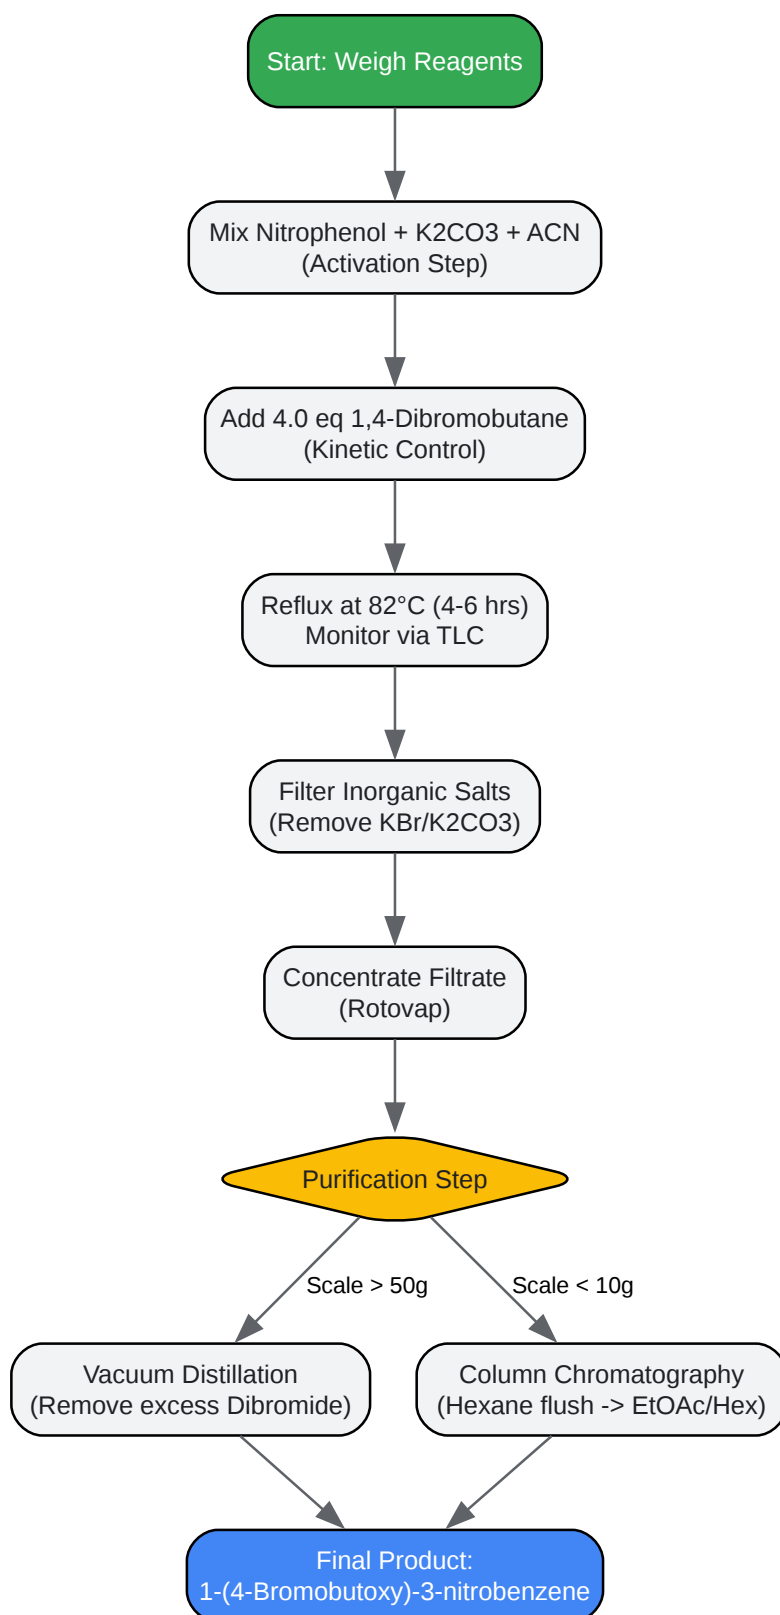 Start: Weigh Reagents
Mix Nitrophenol + K2CO3 + ACN
(Activation Step)
Add 4.0 eq 1,4-Dibromobutane
(Kinetic Control)
Reflux at 82°C (4-6 hrs)
Monitor via TLC
Filter Inorganic Salts
(Remove KBr/K2CO3)
Concentrate Filtrate
(Rotovap)
Purification Step
Scale > 50g
Scale < 10g
Vacuum Distillation
(Remove excess Dibromide)
Column Chromatography
(Hexane flush -> EtOAc/Hex)
Final Product:
1-(4-Bromobutoxy)-3-nitrobenzene